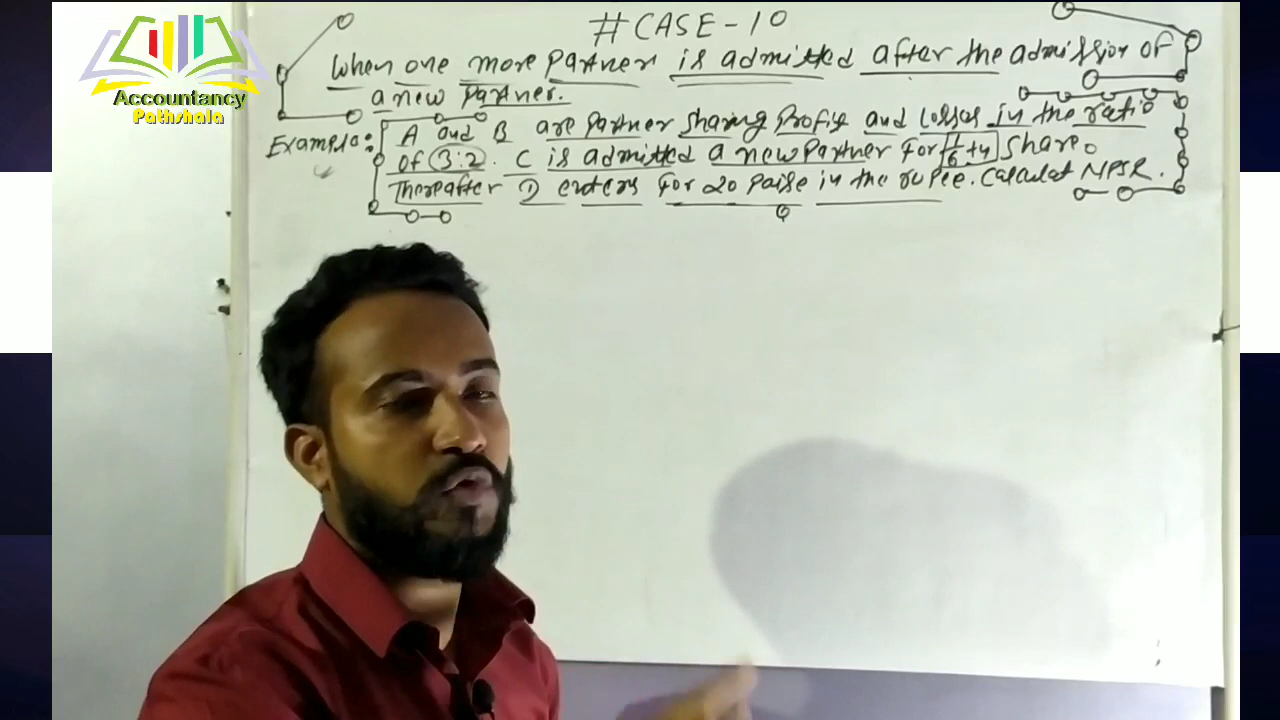 Accountancy
Pathshala
#CASE-10
When one more Partner is admitted after the admission of
a new Partner.
Example:- A and B are Partner Sharing Profit and Losses in the ratio
of 3:2. C is admitted a new Partner For 1/6 th share.
Thereafter D enters For 20 Paise in the rupee. Calculat NPSR.